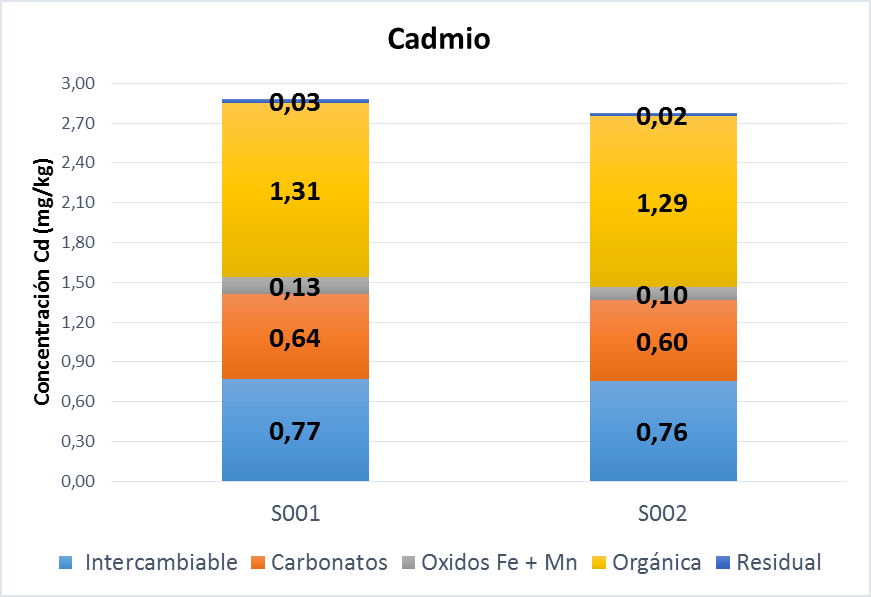 Cadmio
Concentración Cd (mg/kg)
3,00
2,70
2,40
2,10
1,80
1,50
1,20
0,90
0,60
0,30
0,00
0,03
1,31
0,13
0,64
0,77
0,02
1,29
0,10
0,60
0,76
S001
S002
Intercambiable
Carbonatos
Oxidos Fe + Mn
Orgánica
Residual